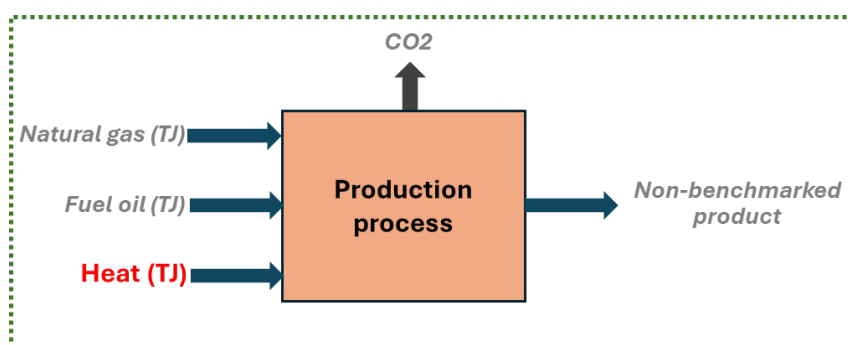 CO2
Natural gas (TJ)
Fuel oil (TJ)
Heat (TJ)
Production
process
Non-benchmarked
product